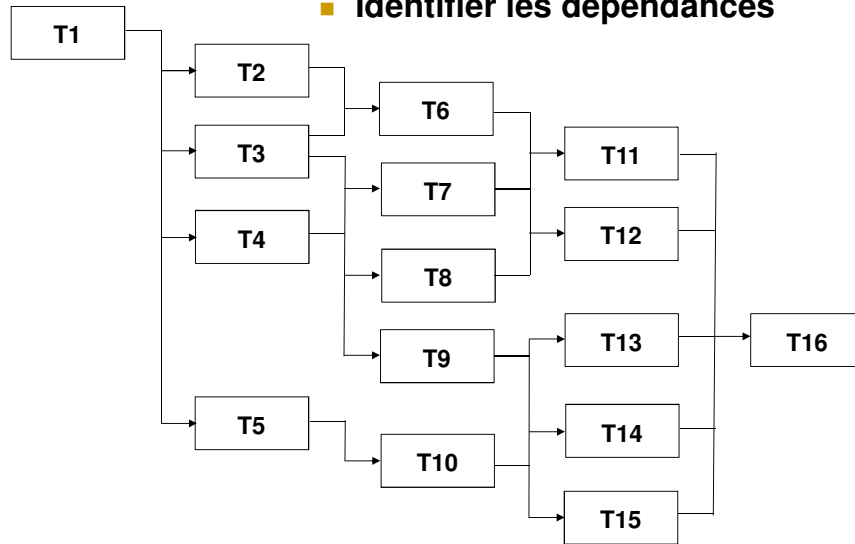 Identifier les dépendances
T1
T2
T3
T4
T5
T6
T7
T8
T9
T10
T11
T12
T13
T14
T15
T16